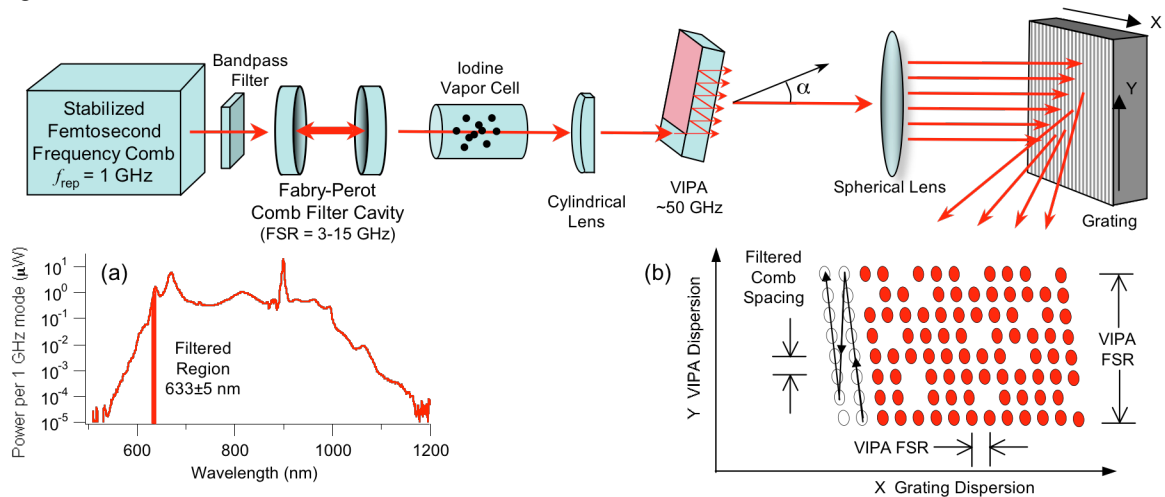 Stabilized
Femtosecond
Frequency Comb
f_rep = 1 GHz
Bandpass
Filter
Fabry-Perot
Comb Filter Cavity
(FSR = 3-15 GHz)
Iodine
Vapor Cell
Cylindrical
Lens
VIPA
~50 GHz
α
Spherical Lens
X
Y
Grating
(a)
Power per 1 GHz mode (μW)
10^1
10^0
10^-1
10^-2
10^-3
10^-4
10^-5
Filtered
Region
633±5 nm
600
800
1000
1200
Wavelength (nm)
(b)
Filtered
Comb
Spacing
Y VIPA Dispersion
VIPA
FSR
VIPA FSR
X Grating Dispersion